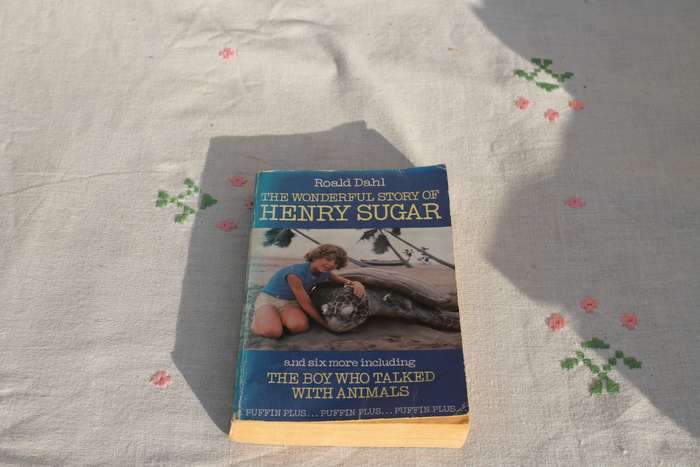 Roald Dahl
THE WONDERFUL STORY OF
HENRY SUGAR
and six more including
THE BOY WHO TALKED
WITH ANIMALS
PUFFIN PLUS... PUFFIN PLUS... PUFFIN PLUS...